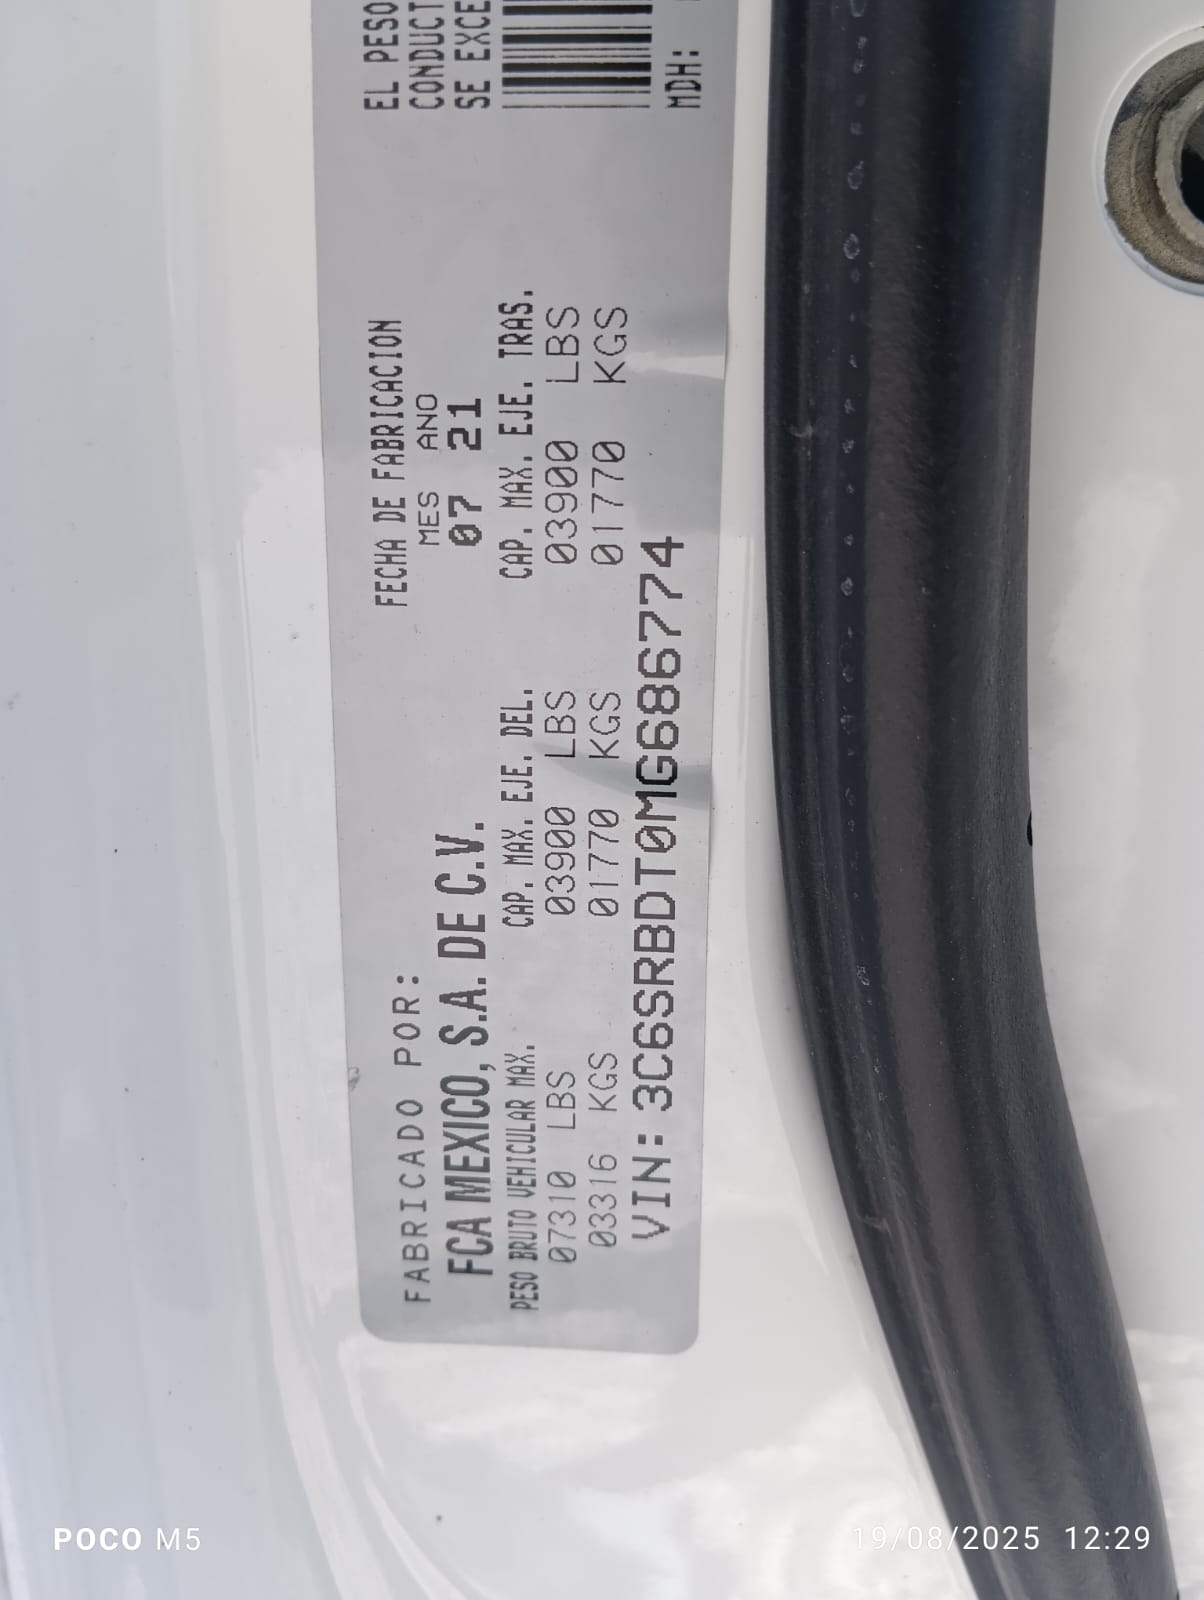 FABRICADO POR:
FCA MEXICO, S.A. DE C.V.
FECHA DE FABRICACION
MES ANO
07 21
PESO BRUTO VEHICULAR MAX.
07310 LBS
03316 KGS
CAP. MAX. EJE. DEL.
03900 LBS
01770 KGS
CAP. MAX. EJE. TRAS.
03900 LBS
01770 KGS
VIN: 3C6SRBDT0MG686774
EL PESO
CONDUCT
SE EXCE
MDH:
POCO M5
19/08/2025 12:29